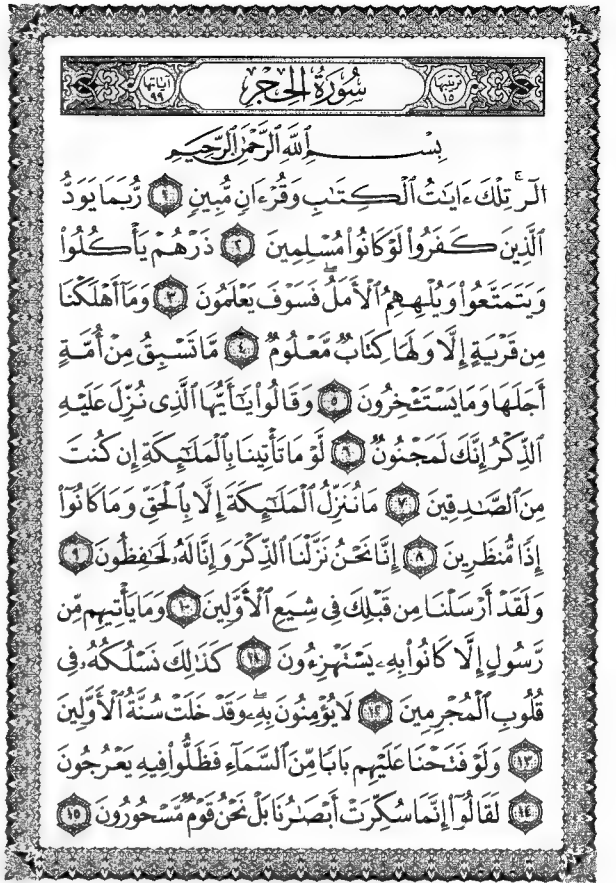 ترتيبها ١٥ سُورَةُ الحِجْرِ آياتها ٩٩
بِسْمِ ٱللَّهِ ٱلرَّحْمَٰنِ ٱلرَّحِيمِ
الٓر ۚ تِلْكَ ءَايَٰتُ ٱلْكِتَٰبِ وَقُرْءَانٍ مُّبِينٍ ١ رُّبَمَا يَوَدُّ
ٱلَّذِينَ كَفَرُوا۟ لَوْ كَانُوا۟ مُسْلِمِينَ ٢ ذَرْهُمْ يَأْكُلُوا۟
وَيَتَمَتَّعُوا۟ وَيُلْهِهِمُ ٱلْأَمَلُ ۖ فَسَوْفَ يَعْلَمُونَ ٣ وَمَآ أَهْلَكْنَا
مِن قَرْيَةٍ إِلَّا وَلَهَا كِتَابٌ مَّعْلُومٌ ٤ مَّا تَسْبِقُ مِنْ أُمَّةٍ
أَجَلَهَا وَمَا يَسْتَـْٔخِرُونَ ٥ وَقَالُوا۟ يَٰٓأَيُّهَا ٱلَّذِى نُزِّلَ عَلَيْهِ
ٱلذِّكْرُ إِنَّكَ لَمَجْنُونٌ ٦ لَّوْ مَا تَأْتِينَا بِٱلْمَلَٰٓئِكَةِ إِن كُنتَ
مِنَ ٱلصَّٰدِقِينَ ٧ مَا نُنَزِّلُ ٱلْمَلَٰٓئِكَةَ إِلَّا بِٱلْحَقِّ وَمَا كَانُوٓا۟
إِذًا مُّنظَرِينَ ٨ إِنَّا نَحْنُ نَزَّلْنَا ٱلذِّكْرَ وَإِنَّا لَهُۥ لَحَٰفِظُونَ ٩
وَلَقَدْ أَرْسَلْنَا مِن قَبْلِكَ فِى شِيَعِ ٱلْأَوَّلِينَ ١٠ وَمَا يَأْتِيهِم مِّن
رَّسُولٍ إِلَّا كَانُوا۟ بِهِۦ يَسْتَهْزِءُونَ ١١ كَذَٰلِكَ نَسْلُكُهُۥ فِى
قُلُوبِ ٱلْمُجْرِمِينَ ١٢ لَا يُؤْمِنُونَ بِهِۦ ۖ وَقَدْ خَلَتْ سُنَّةُ ٱلْأَوَّلِينَ
١٣ وَلَوْ فَتَحْنَا عَلَيْهِم بَابًا مِّنَ ٱلسَّمَآءِ فَظَلُّوا۟ فِيهِ يَعْرُجُونَ
١٤ لَقَالُوٓا۟ إِنَّمَا سُكِّرَتْ أَبْصَٰرُنَا بَلْ نَحْنُ قَوْمٌ مَّسْحُورُونَ ١٥